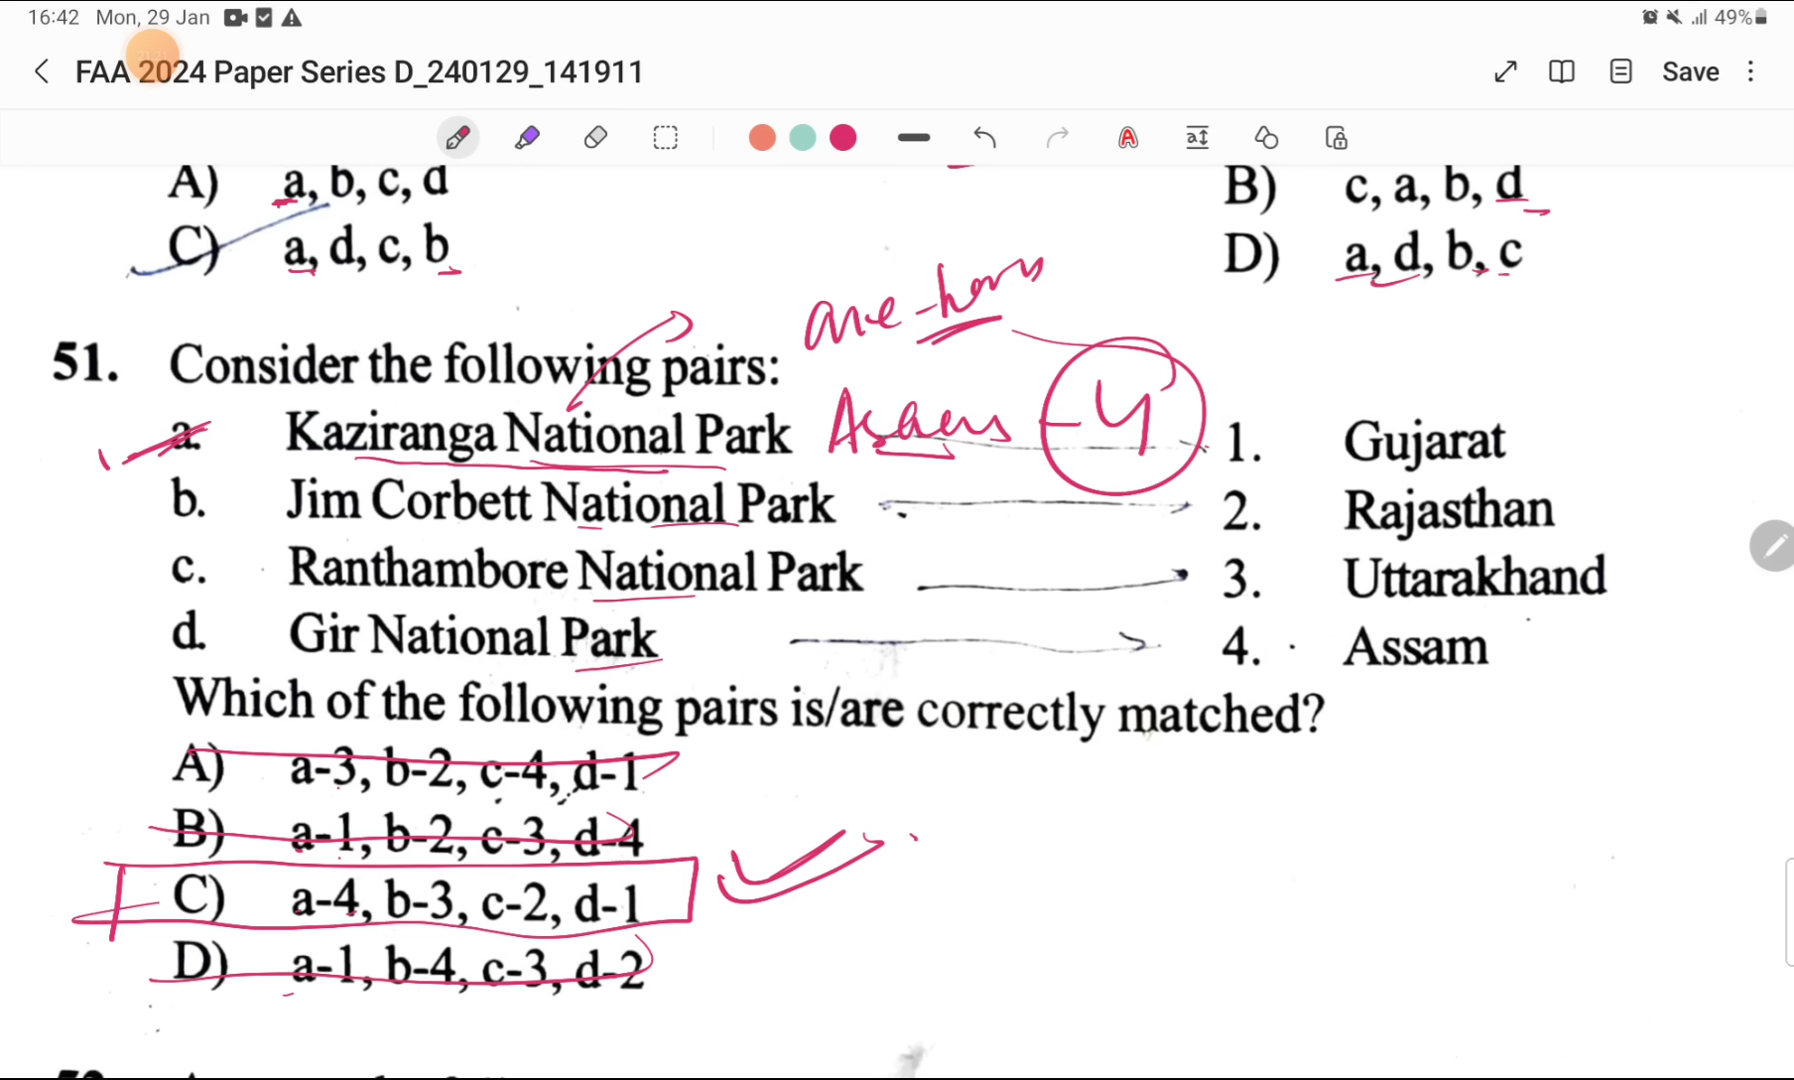 16:42 Mon, 29 Jan 49%
FAA 2024 Paper Series D_240129_141911 Save
A) a, b, c, d B) c, a, b, d
C) a, d, c, b D) a, d, b, c
one-horn
51. Consider the following pairs:
a. Kaziranga National Park Assam - 4 1. Gujarat
b. Jim Corbett National Park 2. Rajasthan
c. Ranthambore National Park 3. Uttarakhand
d. Gir National Park 4. Assam
Which of the following pairs is/are correctly matched?
A) a-3, b-2, c-4, d-1
B) a-1, b-2, c-3, d-4
C) a-4, b-3, c-2, d-1
D) a-1, b-4, c-3, d-2